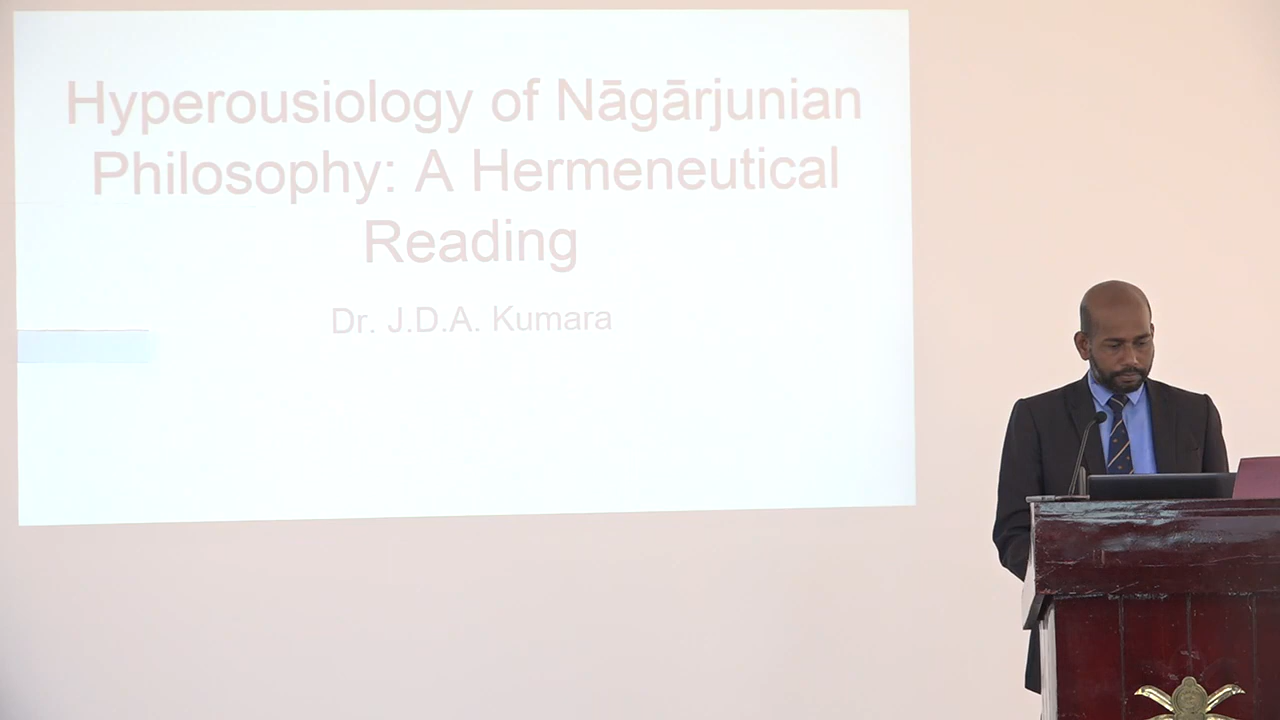 Hyperousiology of Nāgārjunian
Philosophy: A Hermeneutical
Reading
Dr. J.D.A. Kumara